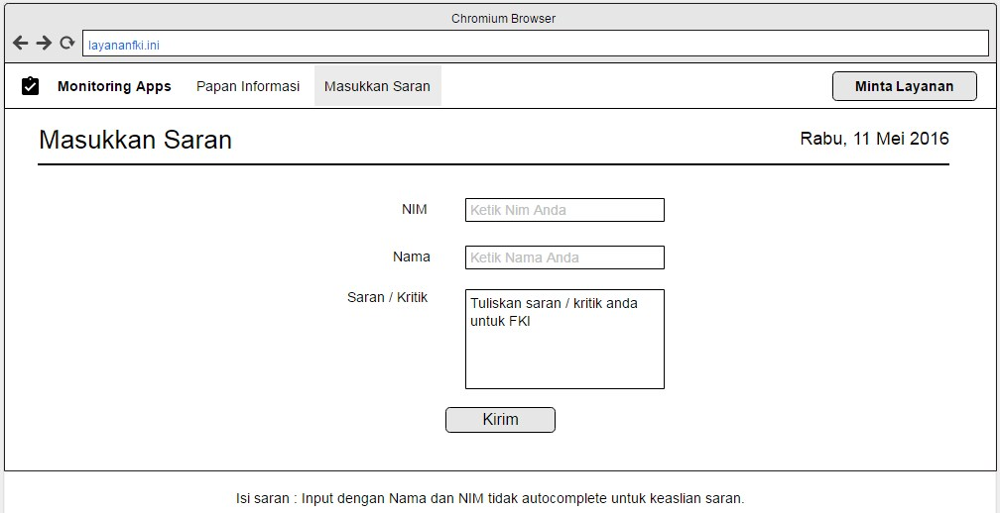 Chromium Browser
layananfki.ini
Monitoring Apps Papan Informasi Masukkan Saran Minta Layanan
Masukkan Saran Rabu, 11 Mei 2016
NIM Ketik Nim Anda
Nama Ketik Nama Anda
Saran / Kritik Tuliskan saran / kritik anda
untuk FKI
Kirim
Isi saran : Input dengan Nama dan NIM tidak autocomplete untuk keaslian saran.